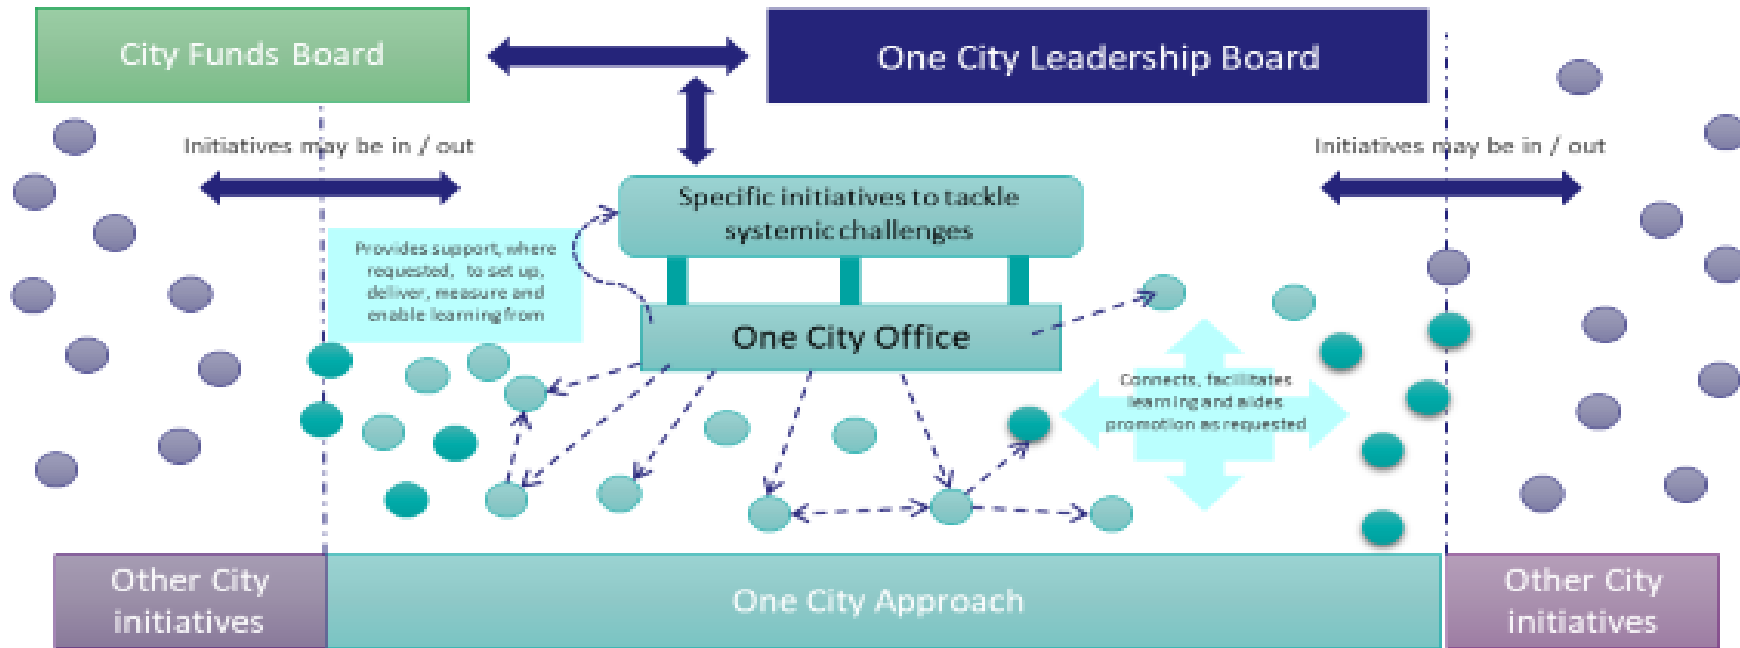 City Funds Board
One City Leadership Board
Initiatives may be in / out
Initiatives may be in / out
Specific initiatives to tackle
systemic challenges
Provides support, where
requested, to set up,
deliver, measure and
enable learning from
One City Office
Connects, facilitates
learning and aides
promotion as requested
Other City
initiatives
One City Approach
Other City
initiatives